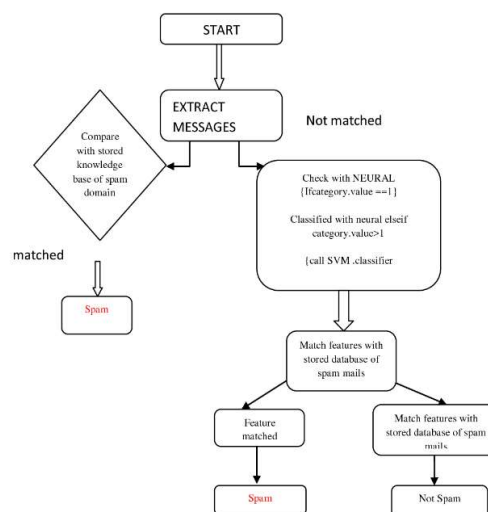 START
EXTRACT
MESSAGES
Not matched
Compare
with stored
knowledge
base of spam
domain
Check with NEURAL
{Ifcategory.value ==1}
Classified with neural elseif
category.value>1
{call SVM .classifier
matched
Spam
Match features with
stored database of
spam mails
Feature
matched
Match features with
stored database of spam
mails
Spam
Not Spam